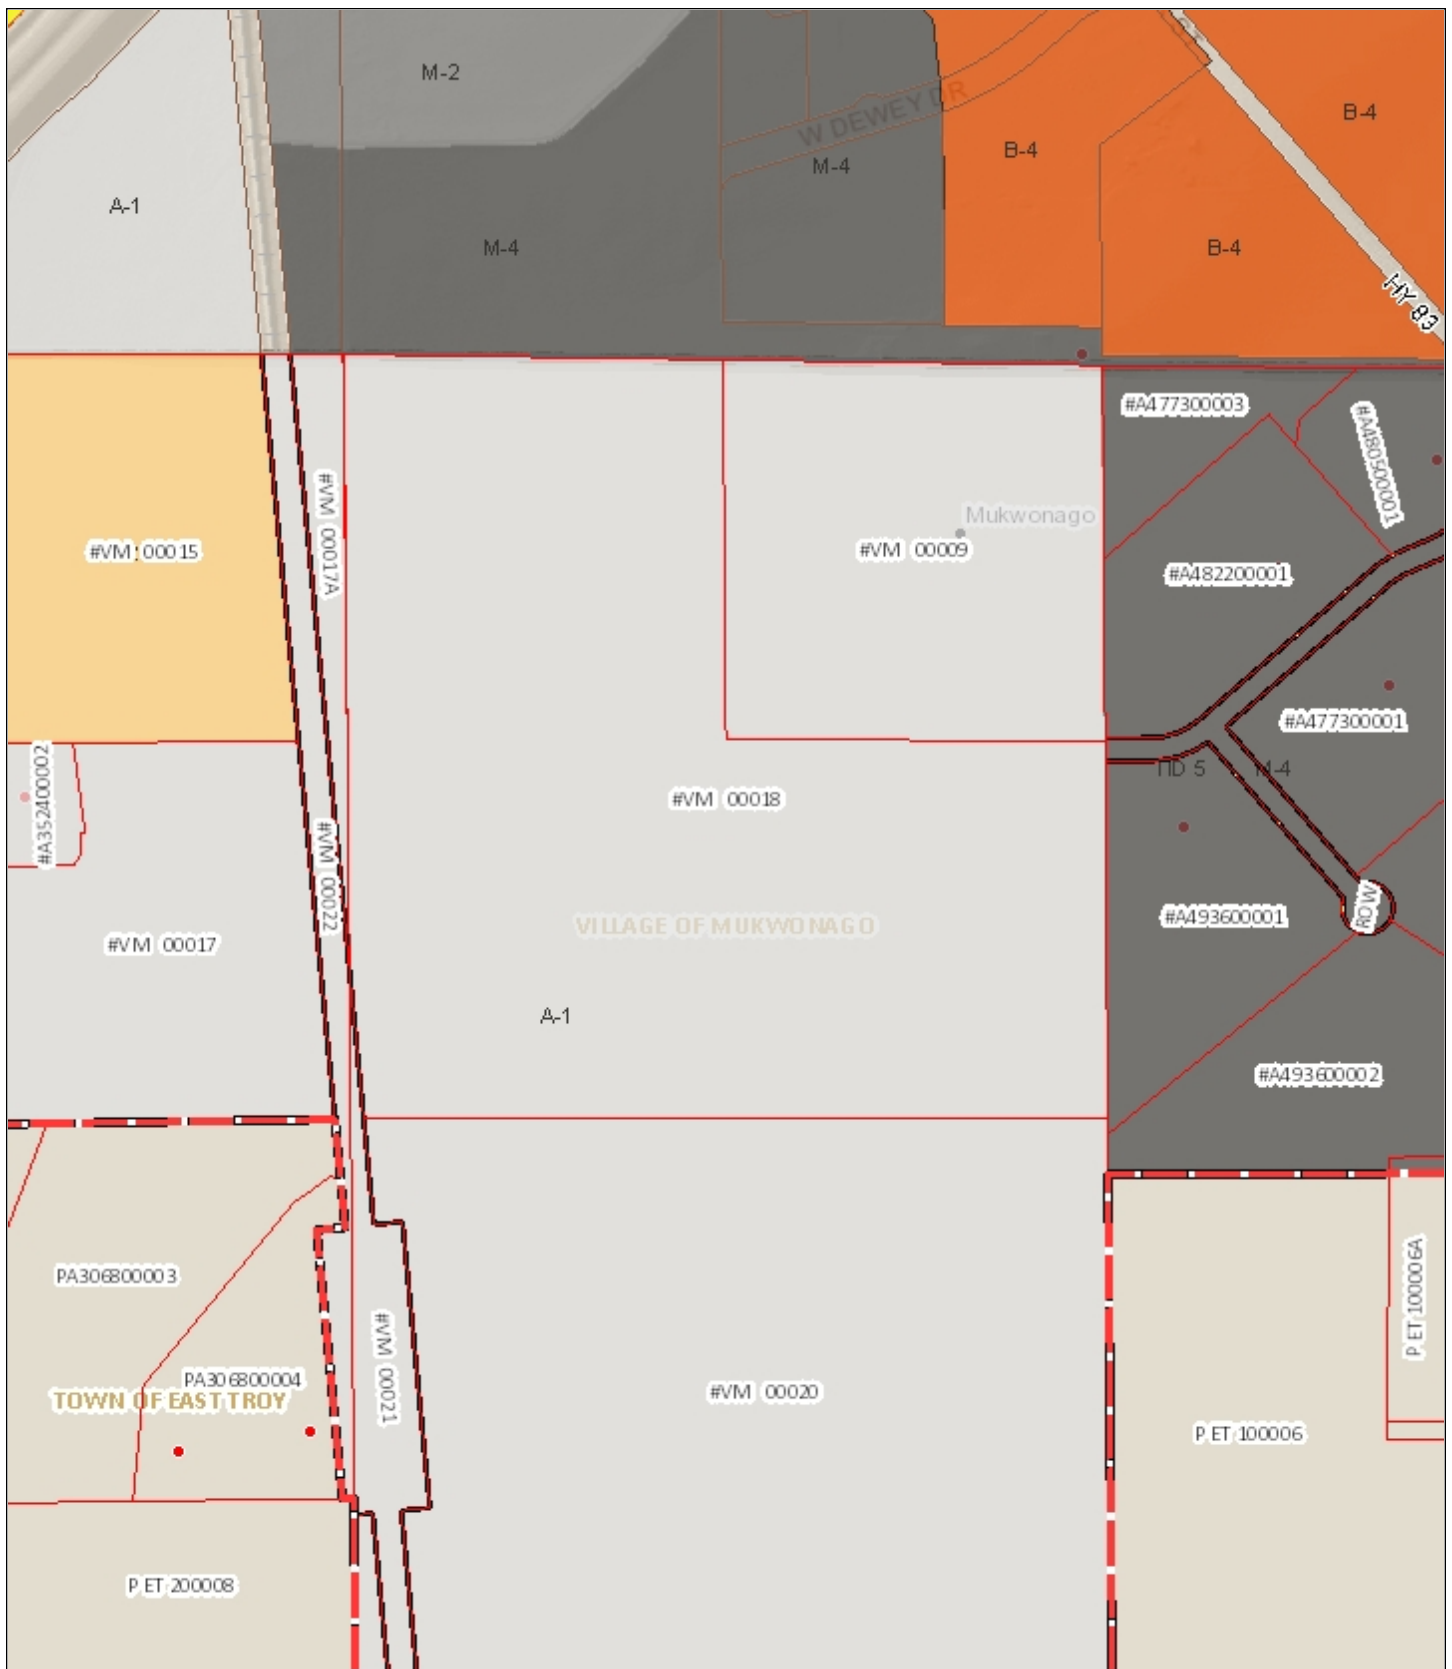 ST
M-2
W DEWEY DR
B-4
B-4
M-4
A-1
M-4
B-4
HY 83
#A477300003
#A480500001
#VM 00017A
Mukwonago
#VM 00015
#VM 00009
#A482200001
#A477300001
M-4
#A352400002
#VM 00018
#VM 00022
#VM 00017
VILLAGE OF MUKWONAGO
#A493600001
ROW
A-1
#A493600002
PA306800003
P ET 100006A
#VM 00021
PA306800004
TOWN OF EAST TROY
#VM 00020
P ET 100006
P ET 200008